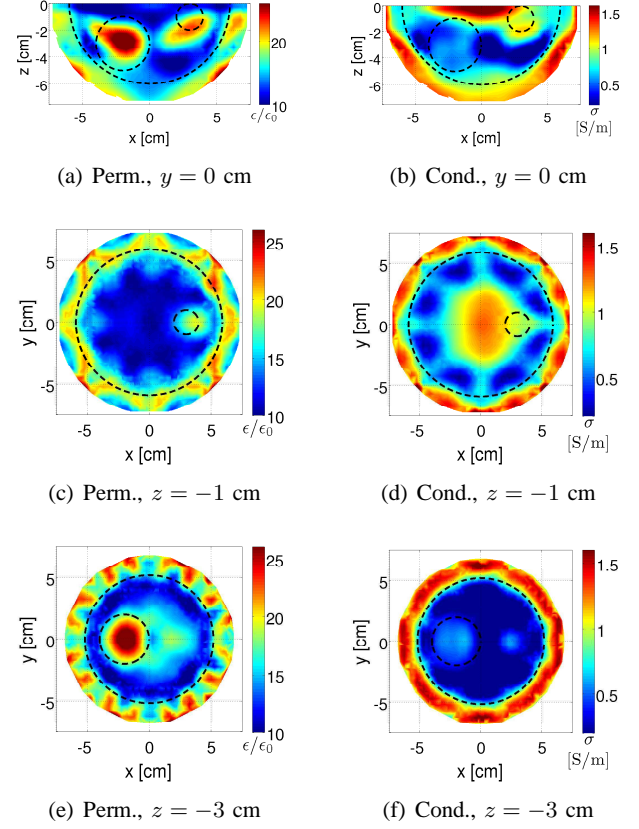 z [cm]
0
-2
-4
-6
-5 0 5
x [cm]
25
20
15
10
ϵ/ϵ0
z [cm]
0
-2
-4
-6
-5 0 5
x [cm]
1.5
1
0.5
σ
[S/m]
(a) Perm., y = 0 cm
(b) Cond., y = 0 cm
y [cm]
5
0
-5
-5 0 5
x [cm]
25
20
15
10
ϵ/ϵ0
y [cm]
5
0
-5
-5 0 5
x [cm]
1.5
1
0.5
σ
[S/m]
(c) Perm., z = −1 cm
(d) Cond., z = −1 cm
y [cm]
5
0
-5
-5 0 5
x [cm]
25
20
15
10
ϵ/ϵ0
y [cm]
5
0
-5
-5 0 5
x [cm]
1.5
1
0.5
σ
[S/m]
(e) Perm., z = −3 cm
(f) Cond., z = −3 cm